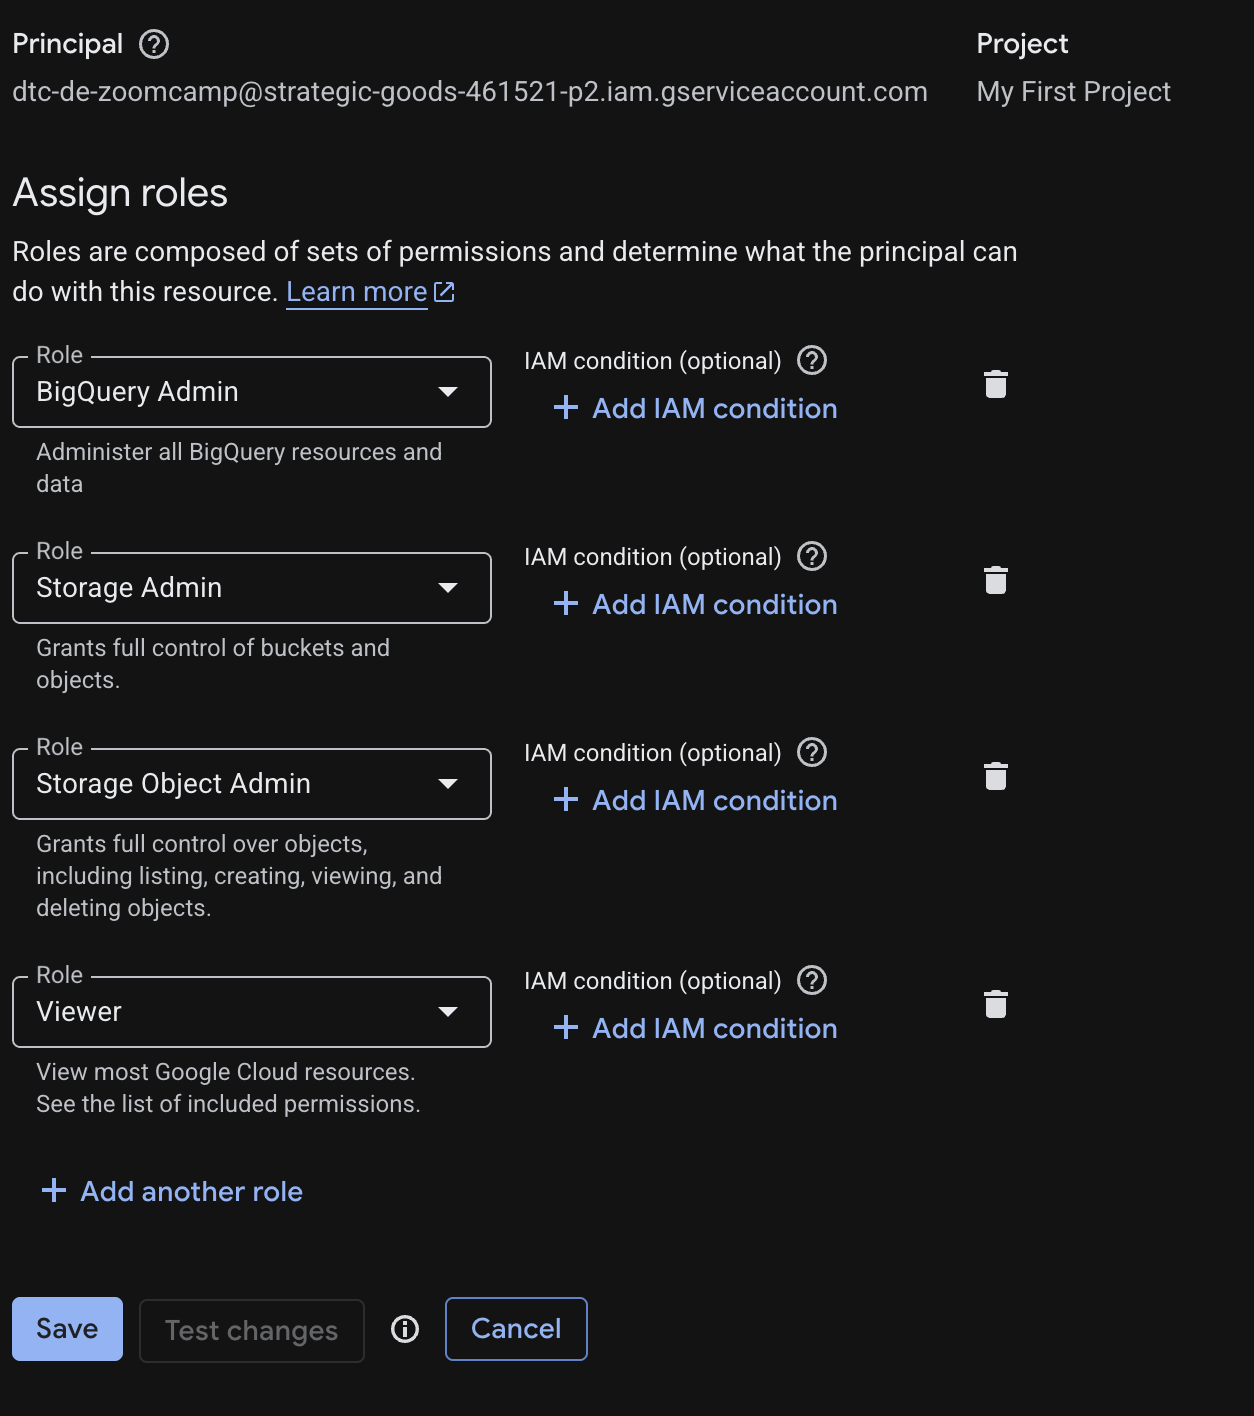 Principal
Project
dtc-de-zoomcamp@strategic-goods-461521-p2.iam.gserviceaccount.com
My First Project
Assign roles
Roles are composed of sets of permissions and determine what the principal can
do with this resource. Learn more
Role
BigQuery Admin
IAM condition (optional)
+ Add IAM condition
Administer all BigQuery resources and
data
Role
Storage Admin
IAM condition (optional)
+ Add IAM condition
Grants full control of buckets and
objects.
Role
Storage Object Admin
IAM condition (optional)
+ Add IAM condition
Grants full control over objects,
including listing, creating, viewing, and
deleting objects.
Role
Viewer
IAM condition (optional)
+ Add IAM condition
View most Google Cloud resources.
See the list of included permissions.
+ Add another role
Save
Test changes
Cancel